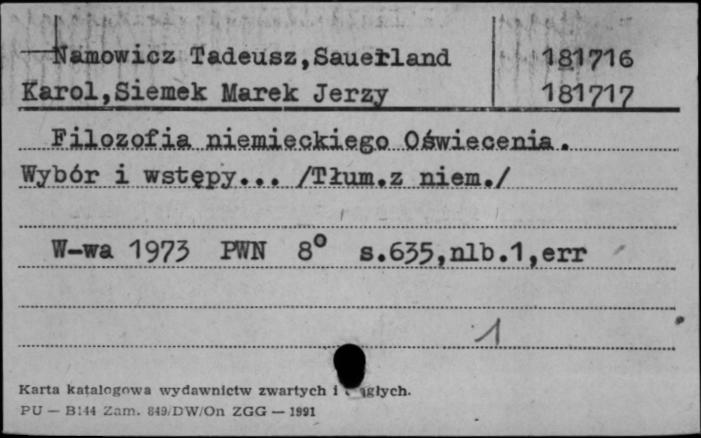 Namowicz Tadeusz,Sauerland 181716
Karol,Siemek Marek Jerzy 181717
Filozofia niemieckiego Oświecenia.
Wybór i wstępy... /Tłum.z niem./
W-wa 1973 PWN 8° s.635,nlb.1,err
1
Karta katalogowa wydawnictw zwartych i
PU — B144 Zam. 849/DW/On ZGG — 1991